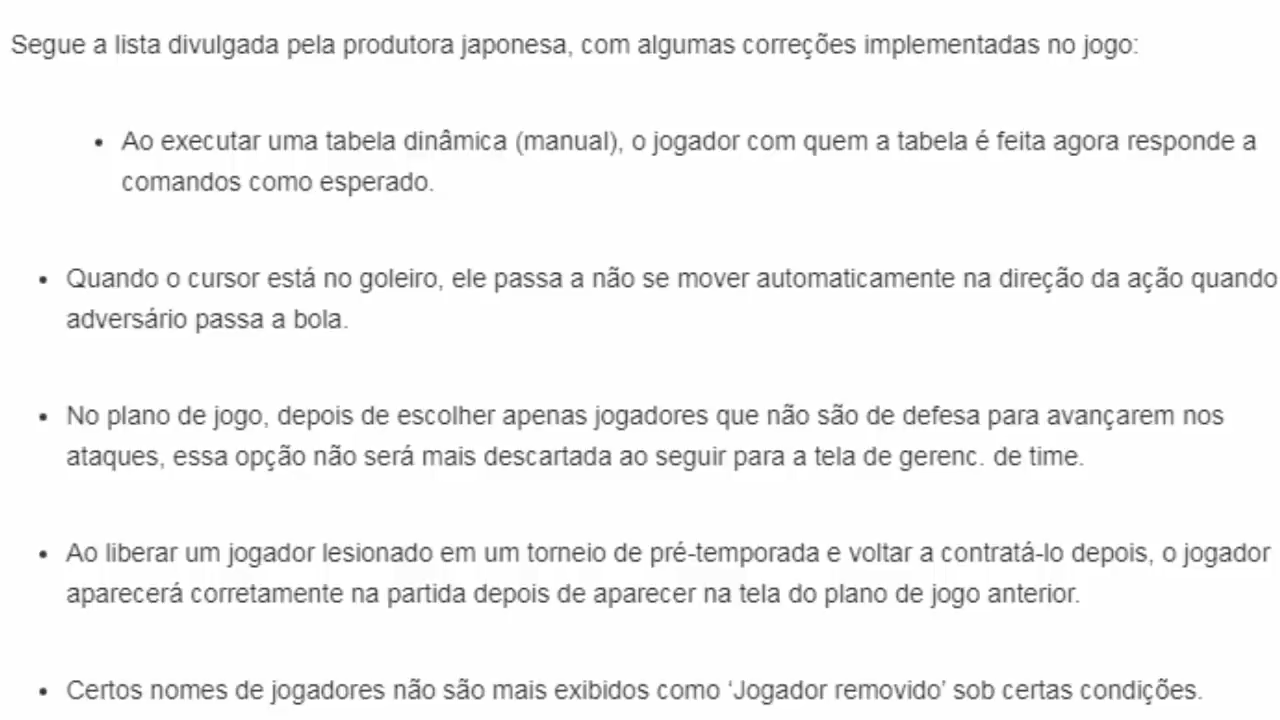 Segue a lista divulgada pela produtora japonesa, com algumas correções implementadas no jogo:
• Ao executar uma tabela dinâmica (manual), o jogador com quem a tabela é feita agora responde a
comandos como esperado.
• Quando o cursor está no goleiro, ele passa a não se mover automaticamente na direção da ação quando
adversário passa a bola.
• No plano de jogo, depois de escolher apenas jogadores que não são de defesa para avançarem nos
ataques, essa opção não será mais descartada ao seguir para a tela de gerenc. de time.
• Ao liberar um jogador lesionado em um torneio de pré-temporada e voltar a contratá-lo depois, o jogador
aparecerá corretamente na partida depois de aparecer na tela do plano de jogo anterior.
• Certos nomes de jogadores não são mais exibidos como ‘Jogador removido’ sob certas condições.